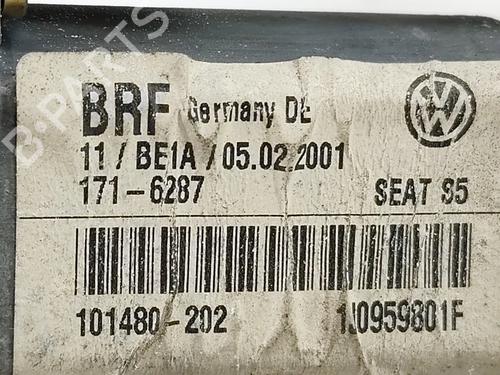 B·PARTS
BRF Germany DE
11 / BE1A / 05.02.2001
171-6287 SEAT S5
101480-202 1J0959801F